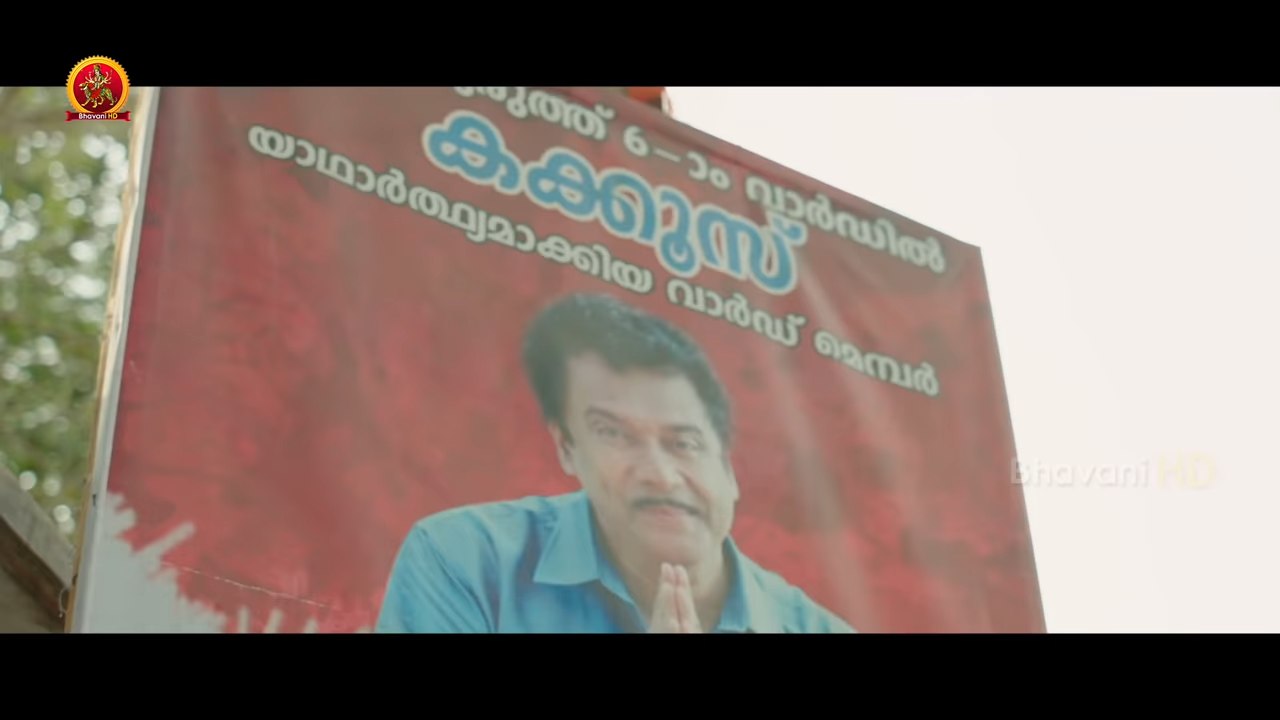 6-ാം വാർഡിൽ
കക്കൂസ്
യാഥാർത്ഥ്യമാക്കിയ വാർഡ് മെമ്പർ
Bhavani HD
Bhavani HD